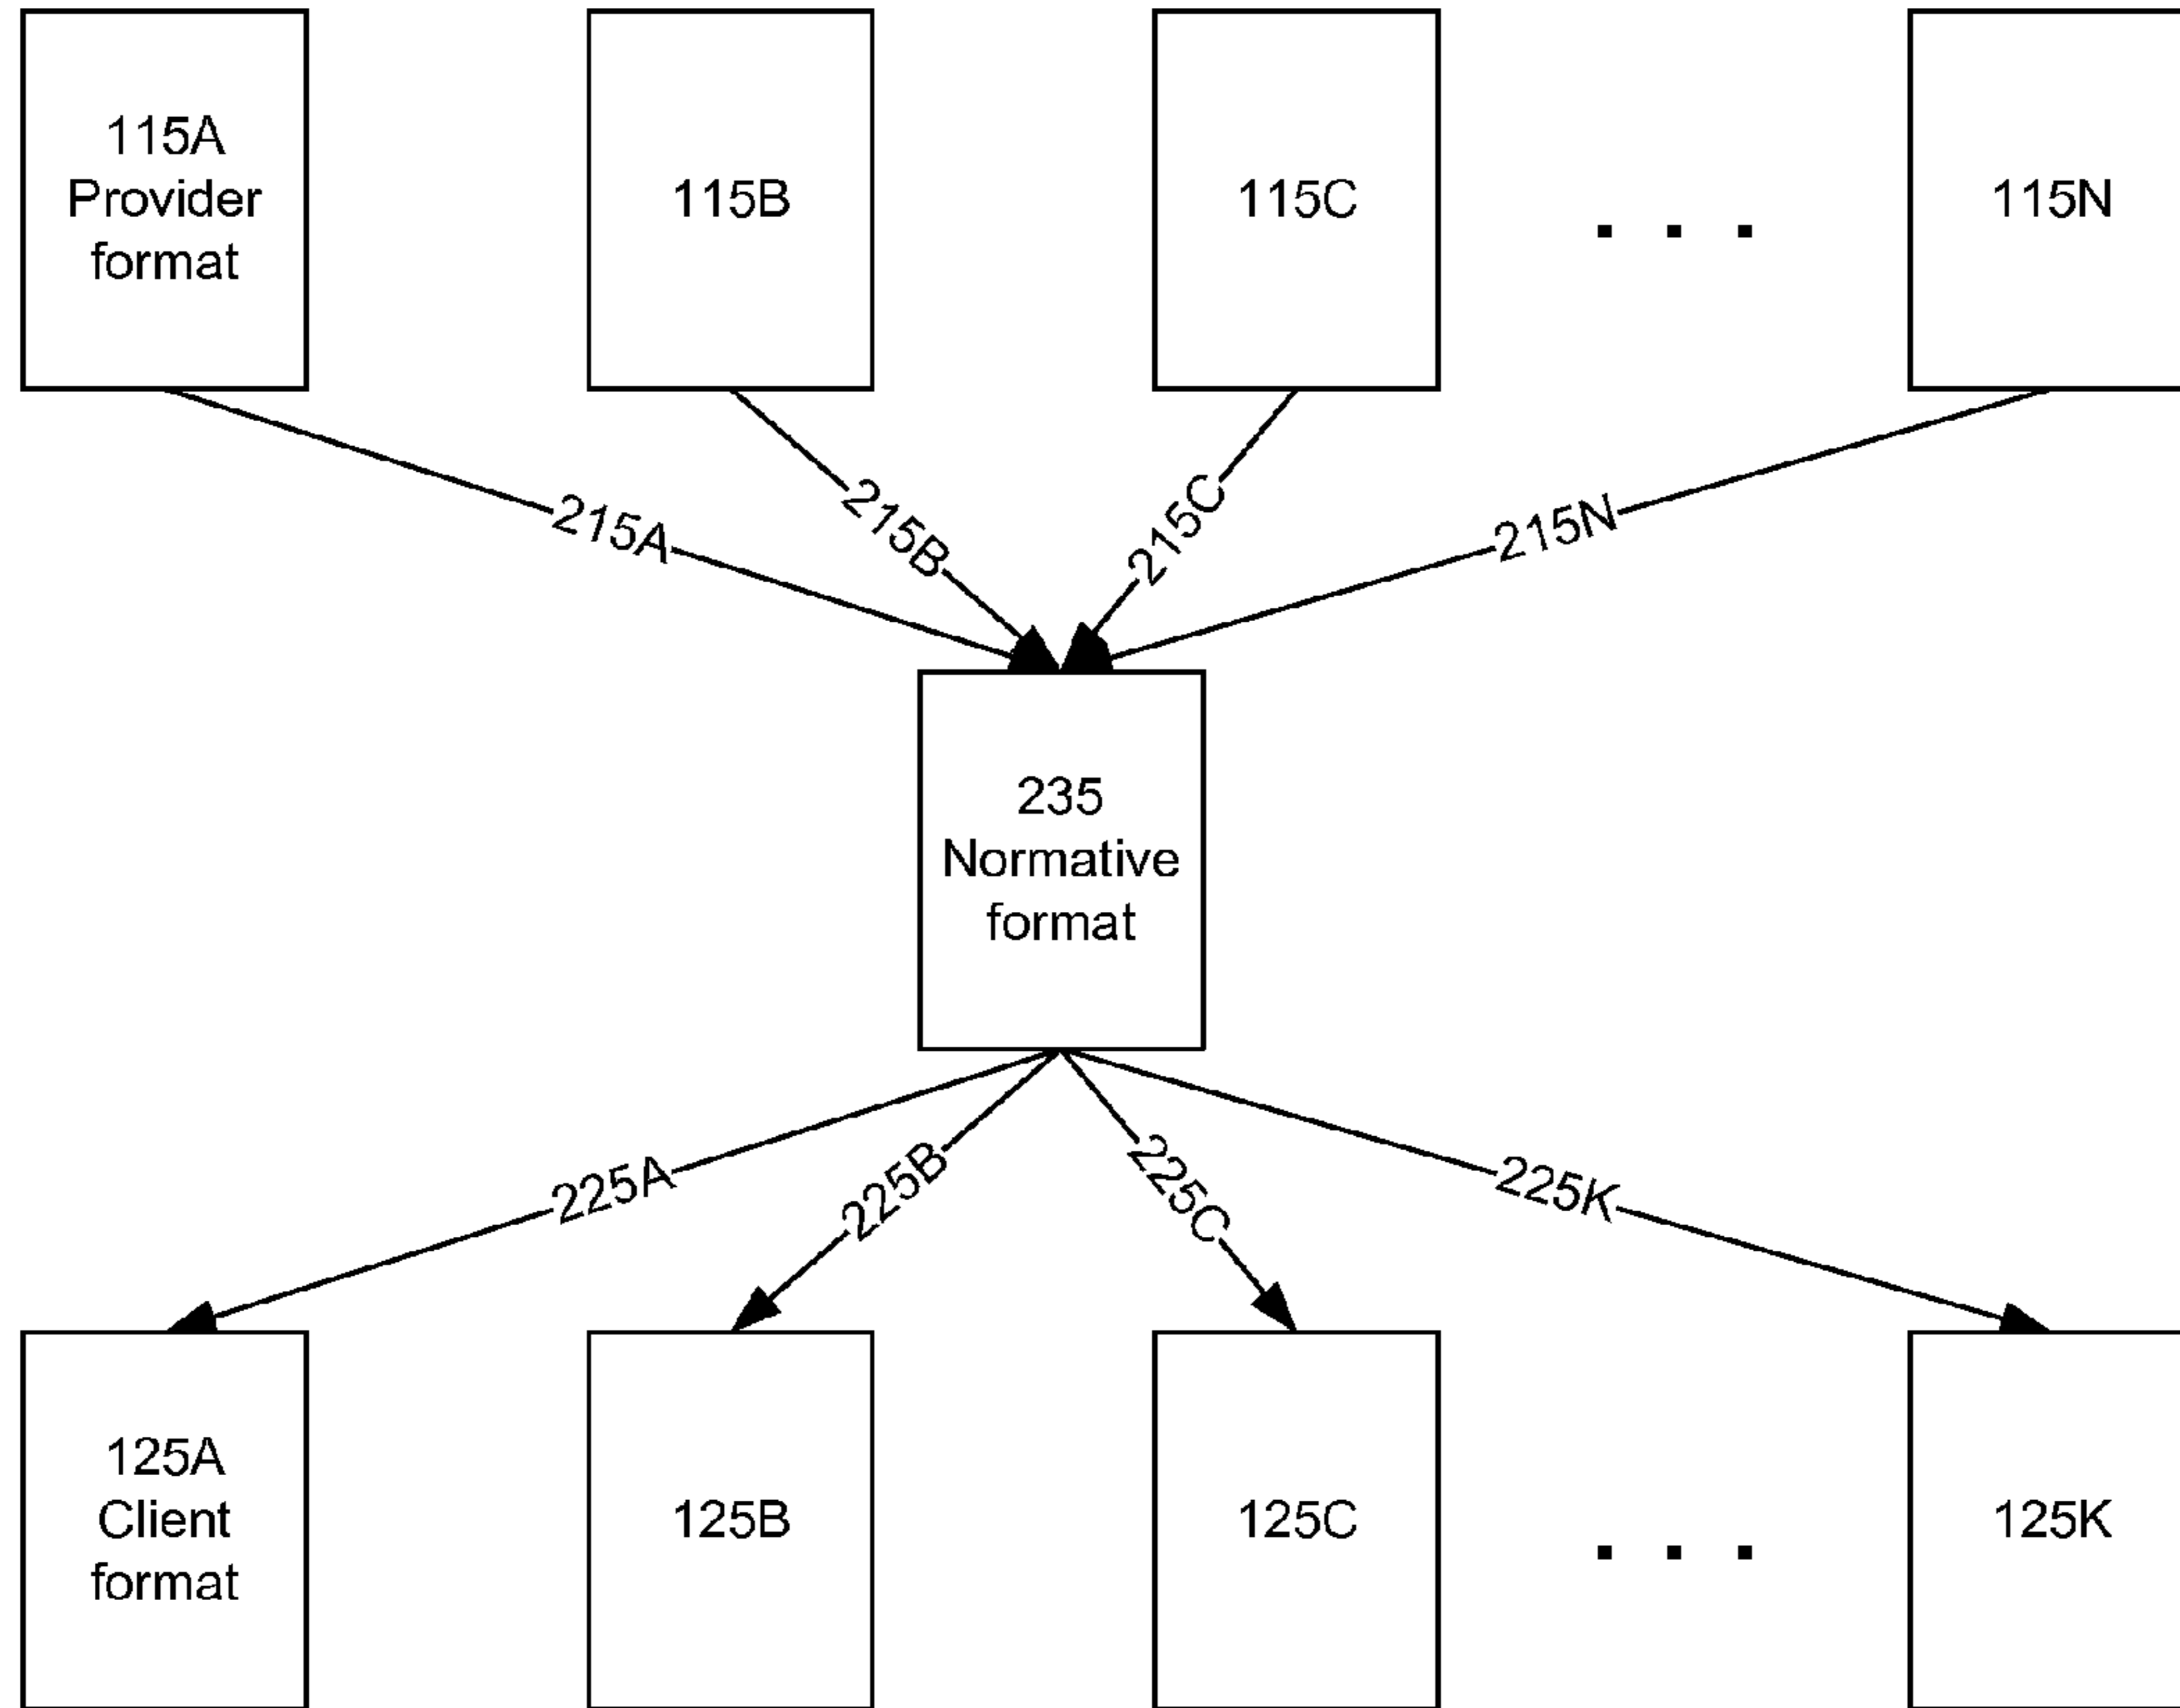 115A
Provider
format
115B
115C
. . .
115N
215A
215B
215C
215N
235
Normative
format
225A
225B
225C
225K
125A
Client
format
125B
125C
. . .
125K